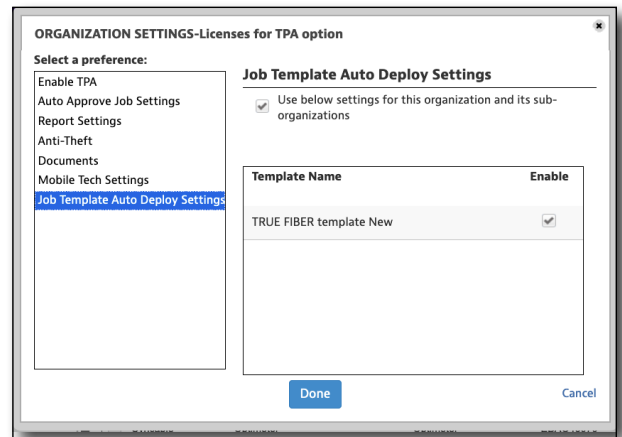 ORGANIZATION SETTINGS-Licenses for TPA option
Select a preference:
Enable TPA
Auto Approve Job Settings
Report Settings
Anti-Theft
Documents
Mobile Tech Settings
Job Template Auto Deploy Settings
Job Template Auto Deploy Settings
Use below settings for this organization and its sub-
organizations
Template Name Enable
TRUE FIBER template New
Done
Cancel